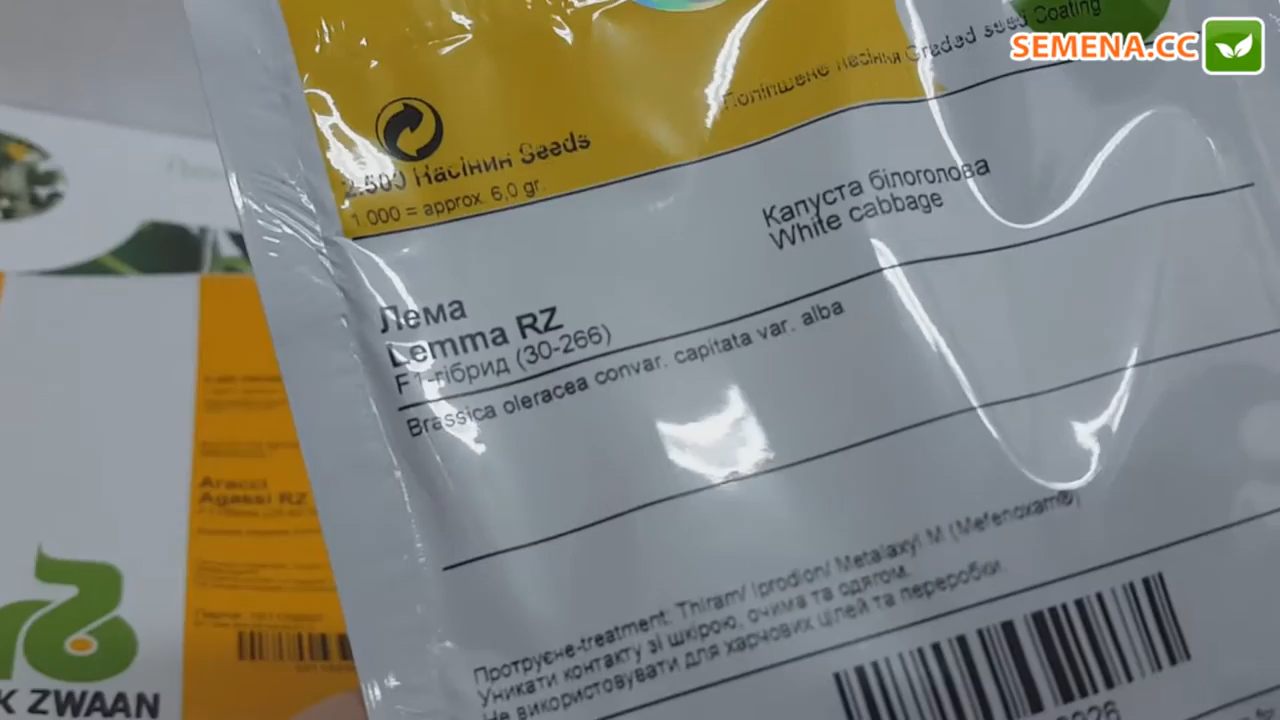 SEMENA.CC
Поліпшене насіння Graded seed Coating
2.500 Насінин Seeds
1.000 = approx. 6,0 gr.
Капуста білоголова
White cabbage
Лема
Lemma RZ
F1-гібрид (30-266)
Brassica oleracea convar. capitata var. alba
Протруєне-treatment: Thiram/ Iprodion/ Metalaxyl M (Mefenoxam®)
Уникати контакту зі шкірою, очима та одягом.
Не використовувати для харчових цілей та переробки.
Агассі
Agassi RZ
K ZWAAN